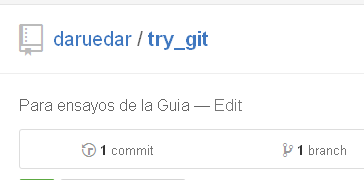 daruedar / try_git
Para ensayos de la Guia — Edit
1 commit 1 branch